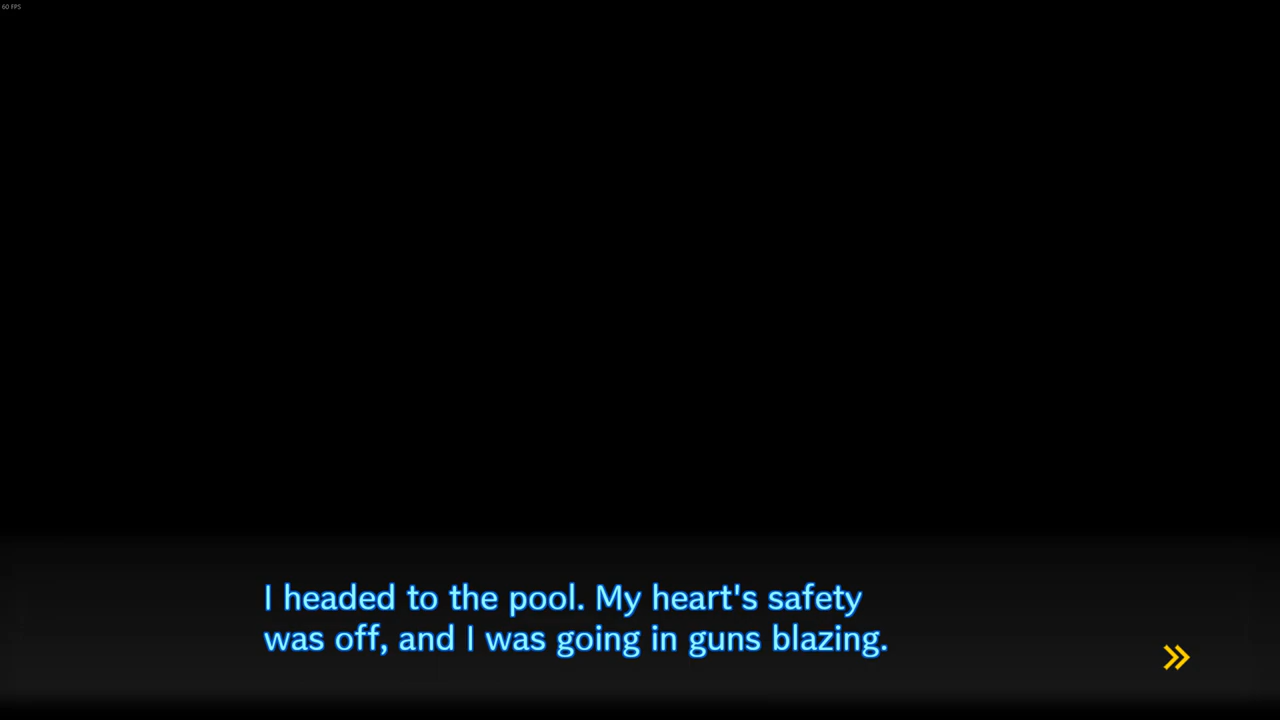 60 FPS
I headed to the pool. My heart's safety
was off, and I was going in guns blazing.